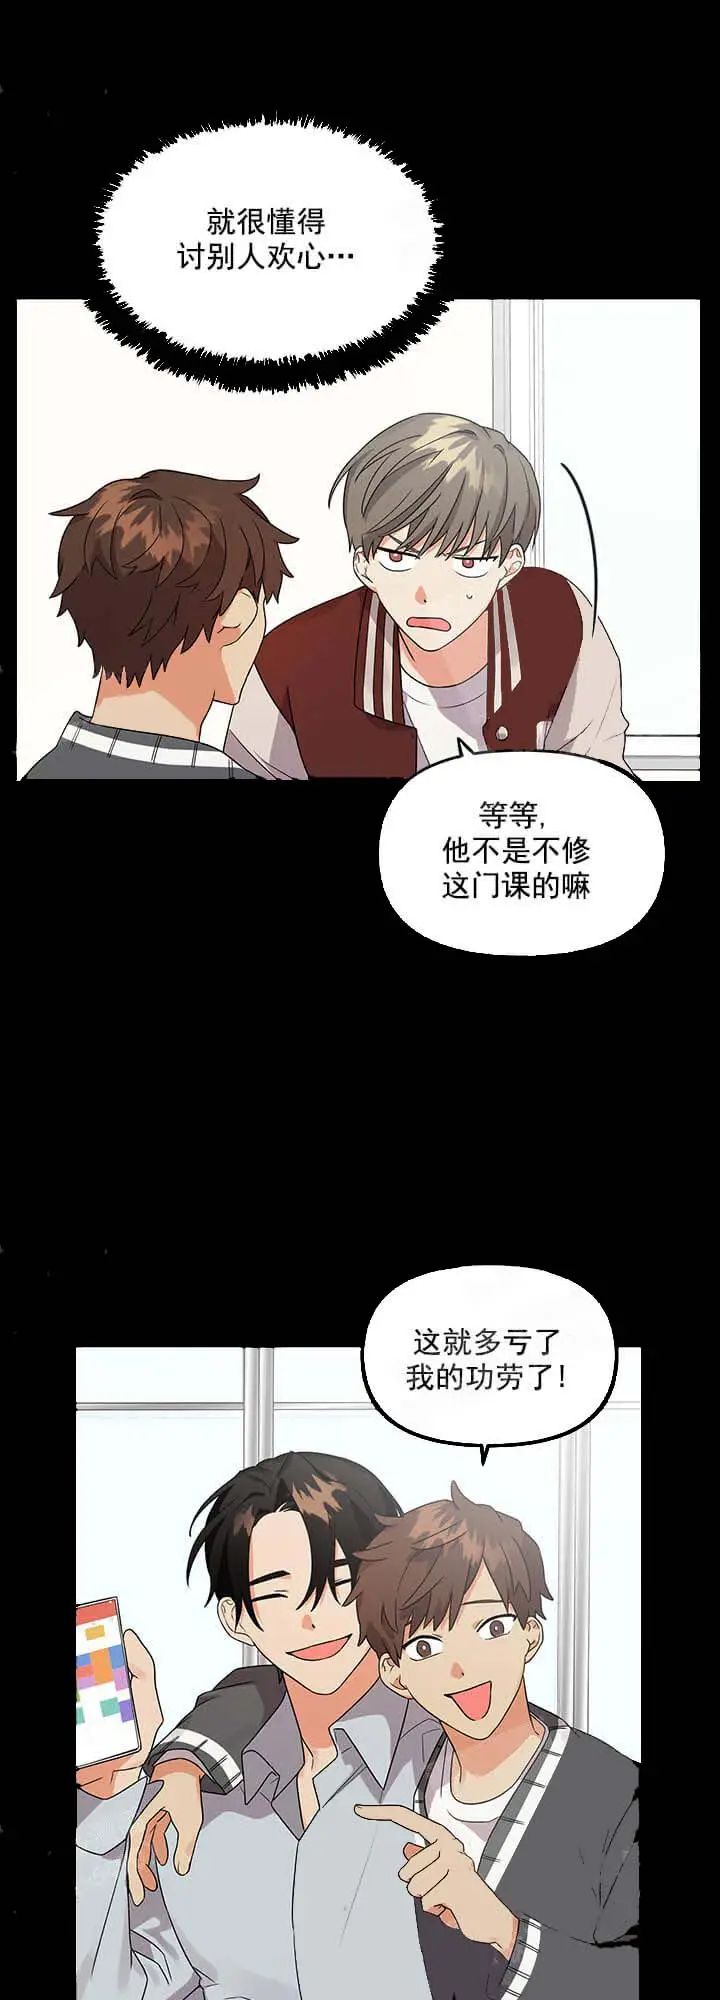 就很懂得
讨别人欢心…
等等,
他不是不修
这门课的嘛
这就多亏了
我的功劳了!